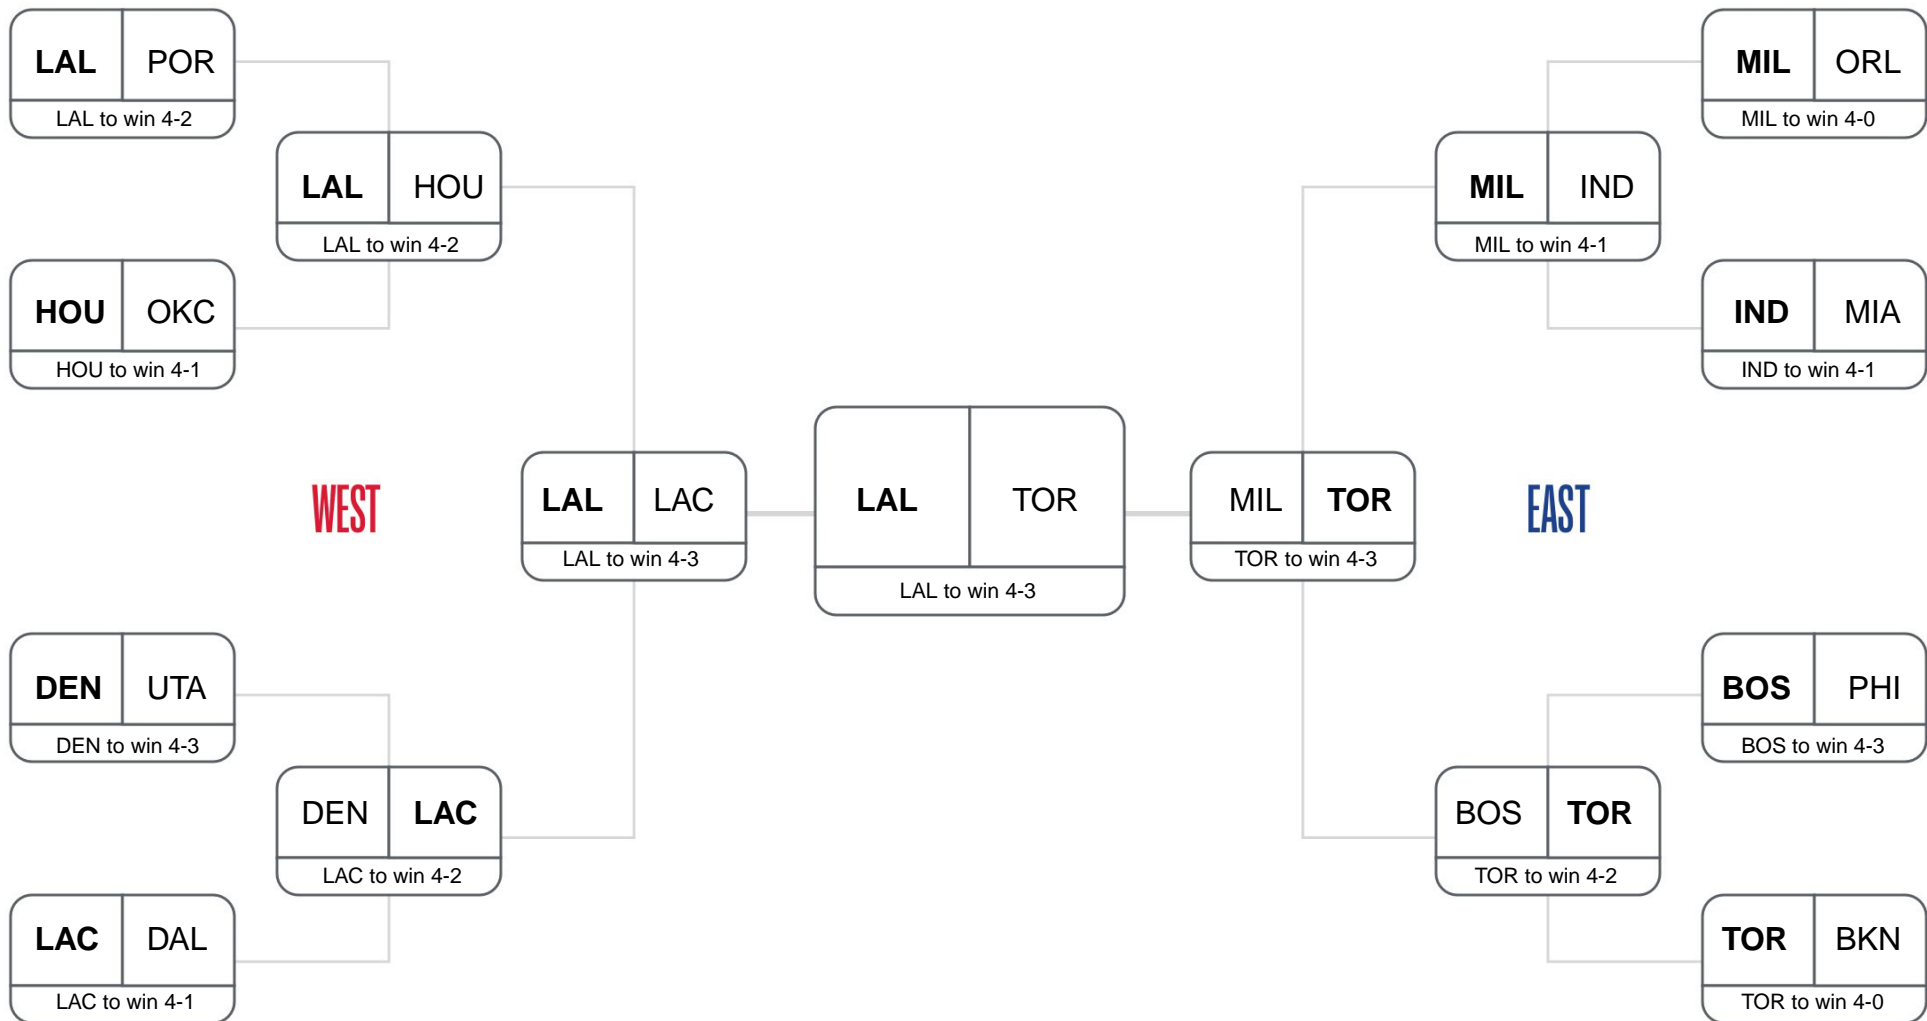 LAL POR
LAL to win 4-2
LAL HOU
LAL to win 4-2
HOU OKC
HOU to win 4-1
WEST
LAL LAC
LAL to win 4-3
DEN UTA
DEN to win 4-3
DEN LAC
LAC to win 4-2
LAC DAL
LAC to win 4-1
LAL TOR
LAL to win 4-3
MIL ORL
MIL to win 4-0
MIL IND
MIL to win 4-1
IND MIA
IND to win 4-1
MIL TOR
TOR to win 4-3
EAST
BOS PHI
BOS to win 4-3
BOS TOR
TOR to win 4-2
TOR BKN
TOR to win 4-0